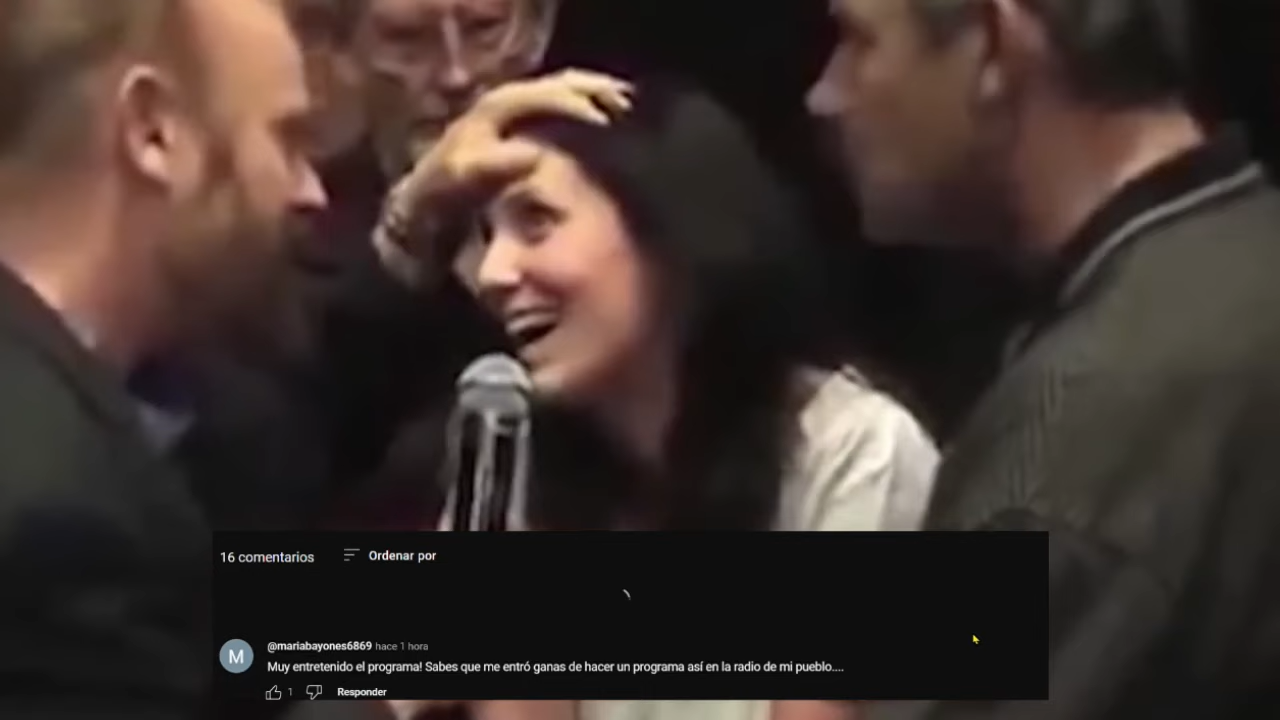 16 comentarios Ordenar por
@mariabayones6869 hace 1 hora
Muy entretenido el programa! Sabes que me entró ganas de hacer un programa así en la radio de mi pueblo....
1 Responder
M